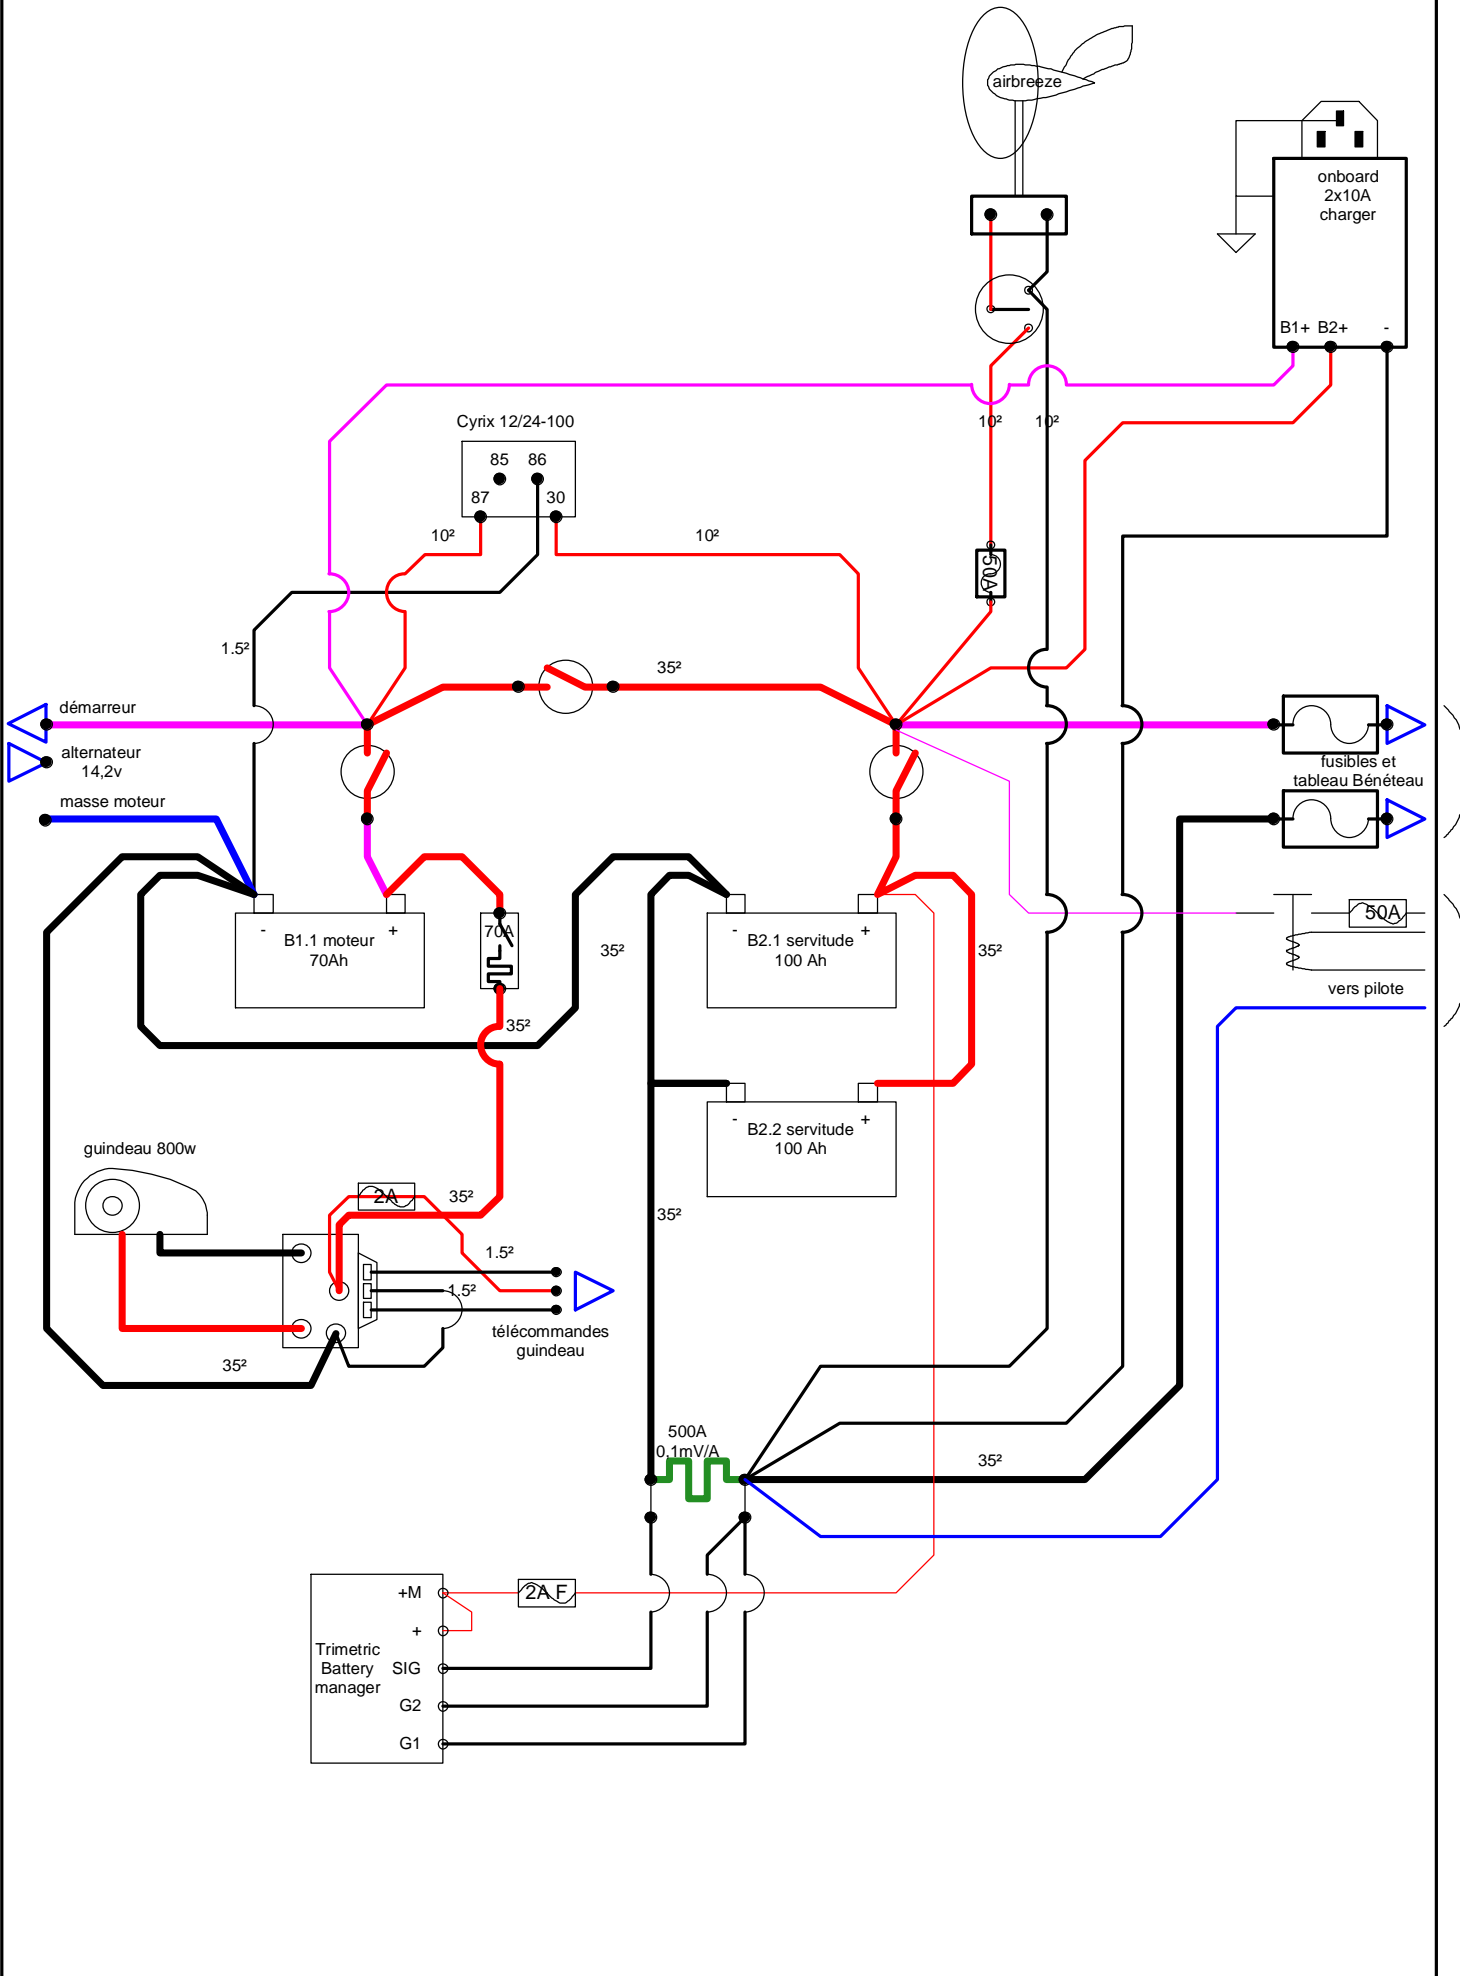 airbreeze
onboard
2x10A
charger
B1+ B2+ -
Cyrix 12/24-100
85 86
87 30
10²
10²
10² 10²
50A
1.5²
35²
démarreur
alternateur
14,2v
masse moteur
fusibles et
tableau Bénéteau
- B1.1 moteur +
70Ah
70A
35²
- B2.1 servitude +
100 Ah
35²
50A
vers pilote
35²
- B2.2 servitude +
100 Ah
guindeau 800w
2A
35²
35²
1.5²
1.5²
télécommandes
guindeau
35²
500A
0,1mV/A
35²
+M
2A F
+
Trimetric
Battery
manager
SIG
G2
G1